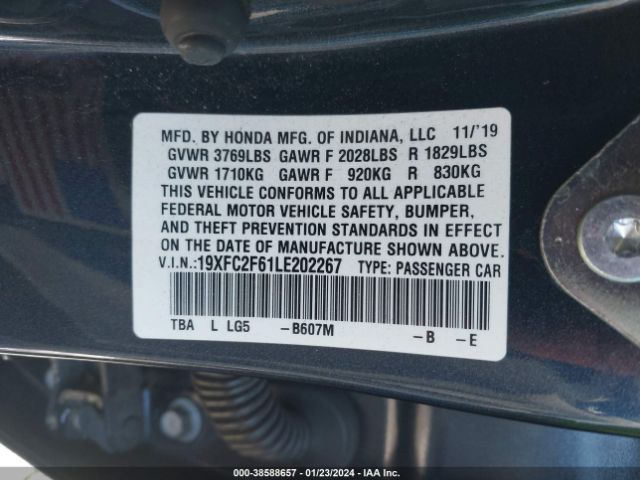 MFD. BY HONDA MFG. OF INDIANA, LLC 11/'19
GVWR 3769LBS GAWR F 2028LBS R 1829LBS
GVWR 1710KG GAWR F 920KG R 830KG
THIS VEHICLE CONFORMS TO ALL APPLICABLE
FEDERAL MOTOR VEHICLE SAFETY, BUMPER,
AND THEFT PREVENTION STANDARDS IN EFFECT
ON THE DATE OF MANUFACTURE SHOWN ABOVE.
V.I.N.:19XFC2F61LE202267 TYPE: PASSENGER CAR
TBA L LG5 -B607M -B -E
000-38588657 - 01/23/2024 - IAA Inc.